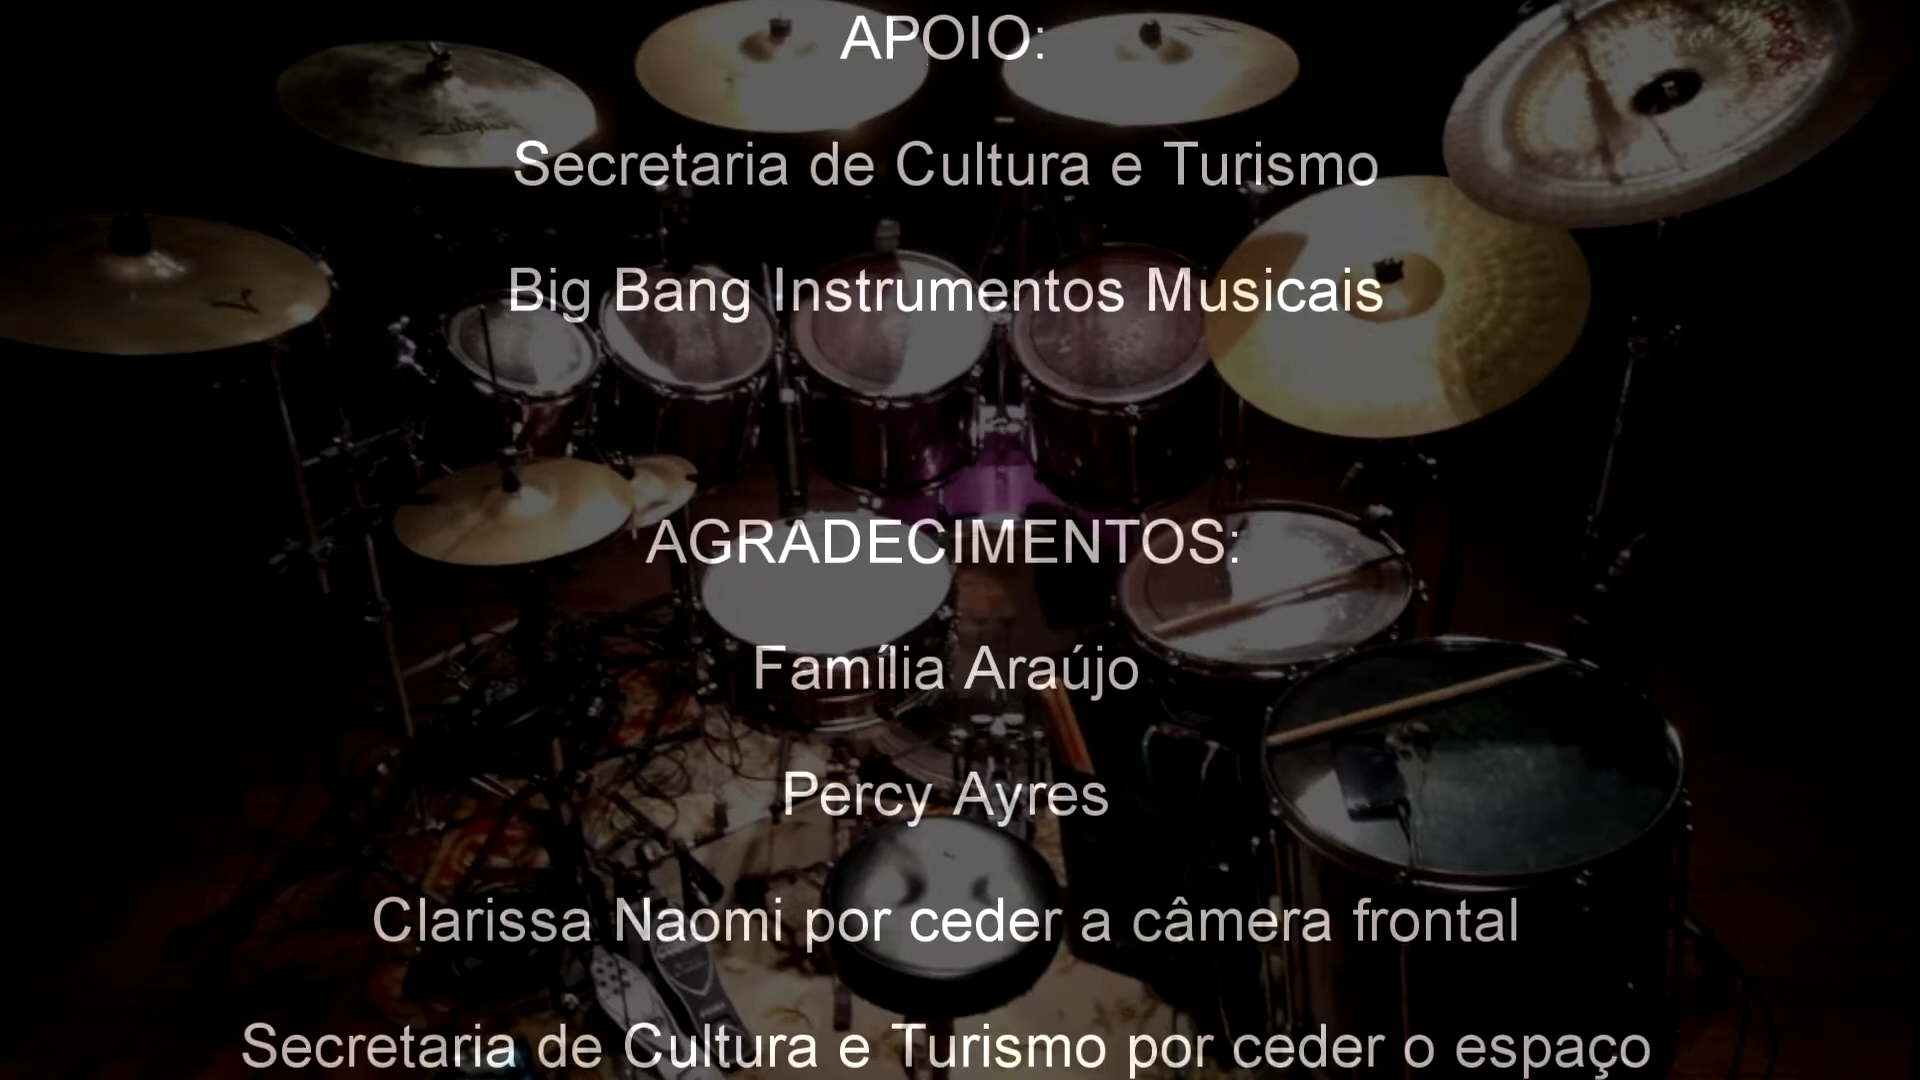 APOIO:
Secretaria de Cultura e Turismo
Big Bang Instrumentos Musicais
AGRADECIMENTOS:
Família Araújo
Percy Ayres
Clarissa Naomi por ceder a câmera frontal
Secretaria de Cultura e Turismo por ceder o espaço
Zildjian